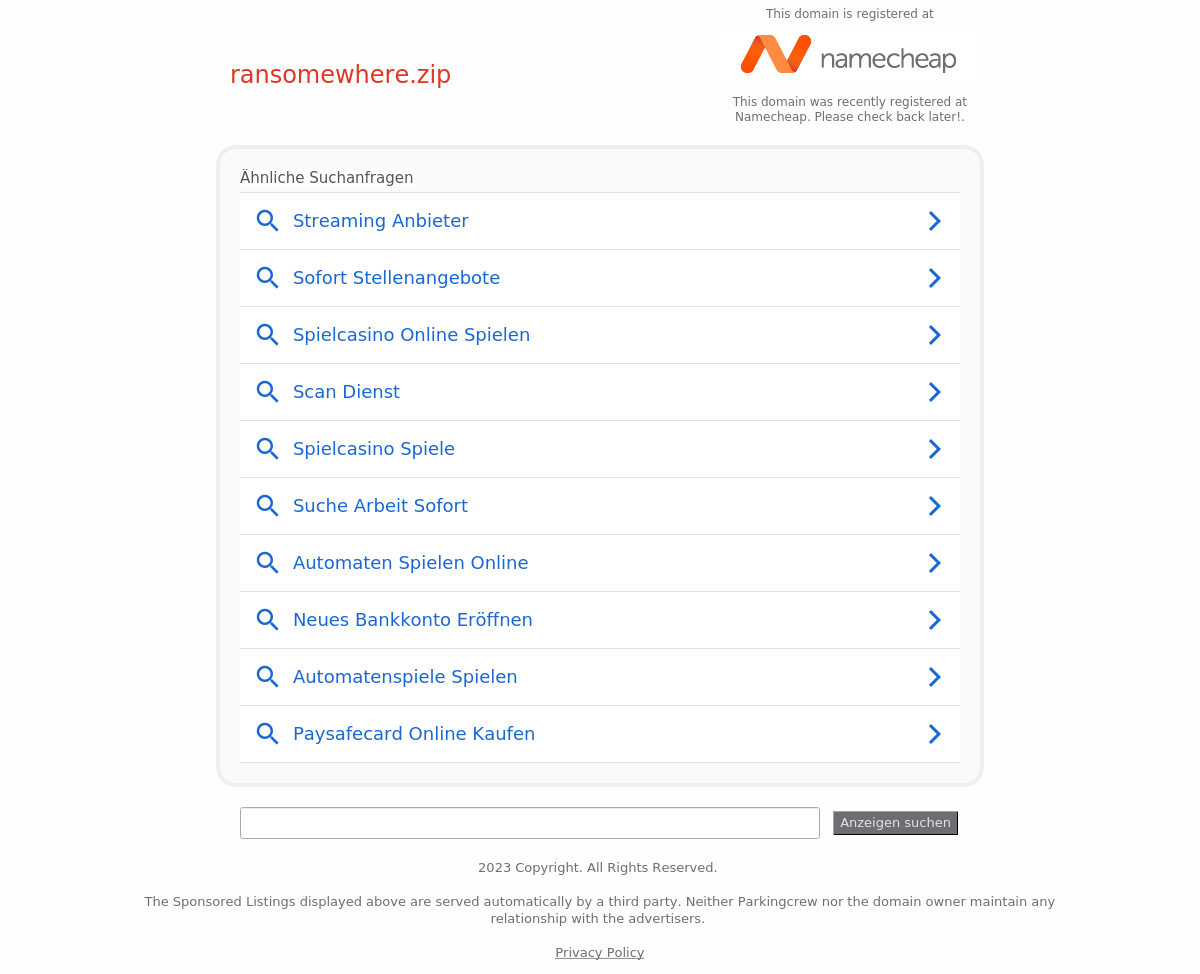 This domain is registered at
namecheap
ransomewhere.zip
This domain was recently registered at
Namecheap. Please check back later!.
Ähnliche Suchanfragen
Streaming Anbieter
Sofort Stellenangebote
Spielcasino Online Spielen
Scan Dienst
Spielcasino Spiele
Suche Arbeit Sofort
Automaten Spielen Online
Neues Bankkonto Eröffnen
Automatenspiele Spielen
Paysafecard Online Kaufen
Anzeigen suchen
2023 Copyright. All Rights Reserved.
The Sponsored Listings displayed above are served automatically by a third party. Neither Parkingcrew nor the domain owner maintain any
relationship with the advertisers.
Privacy Policy